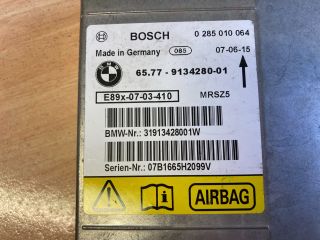 BOSCH 0 285 010 064
Made in Germany 085 07-06-15
BMW
65.77 - 9134280-01
E89x-07-03-410 MRSZ5
BMW-Nr.: 31913428001W
Serien-Nr.: 07B1665H2099V
AIRBAG